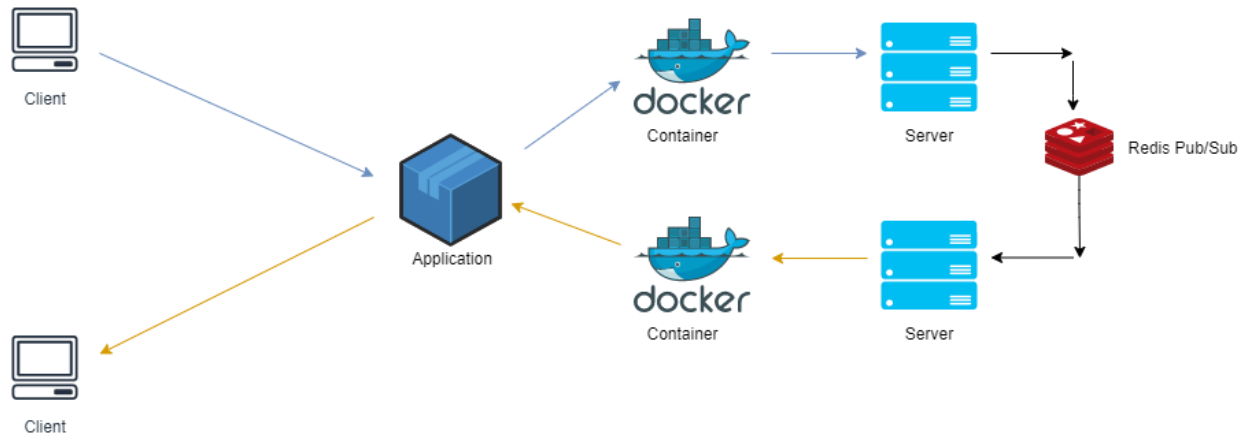 Client
docker
Container
Server
Redis Pub/Sub
Application
docker
Container
Server
Client